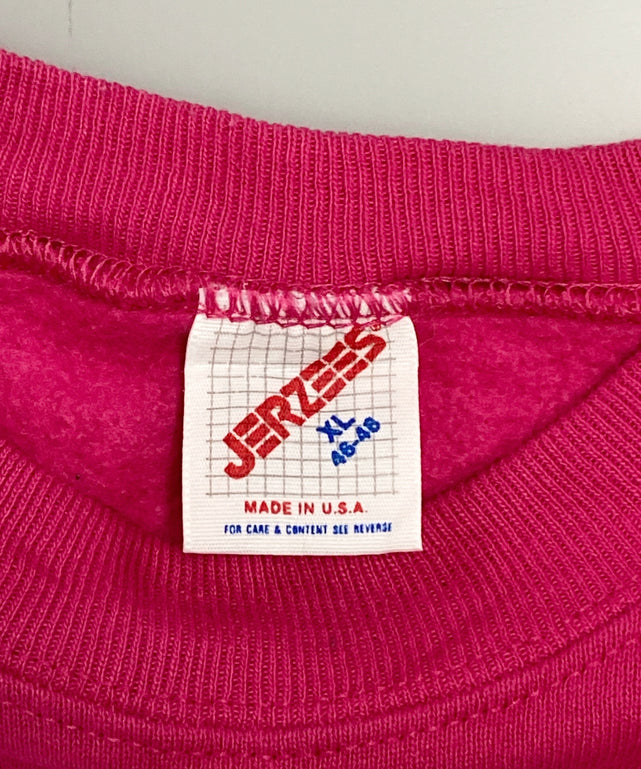 JERZEES
XL
46-48
MADE IN U.S.A.
FOR CARE & CONTENT SEE REVERSE